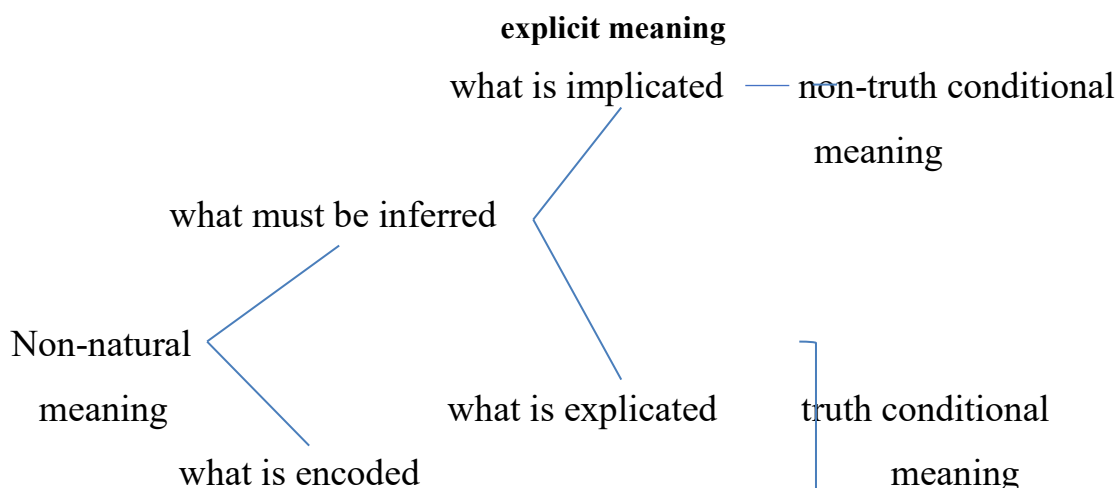 explicit meaning
what is implicated non-truth conditional
meaning
what must be inferred
Non-natural
meaning what is explicated truth conditional
what is encoded meaning